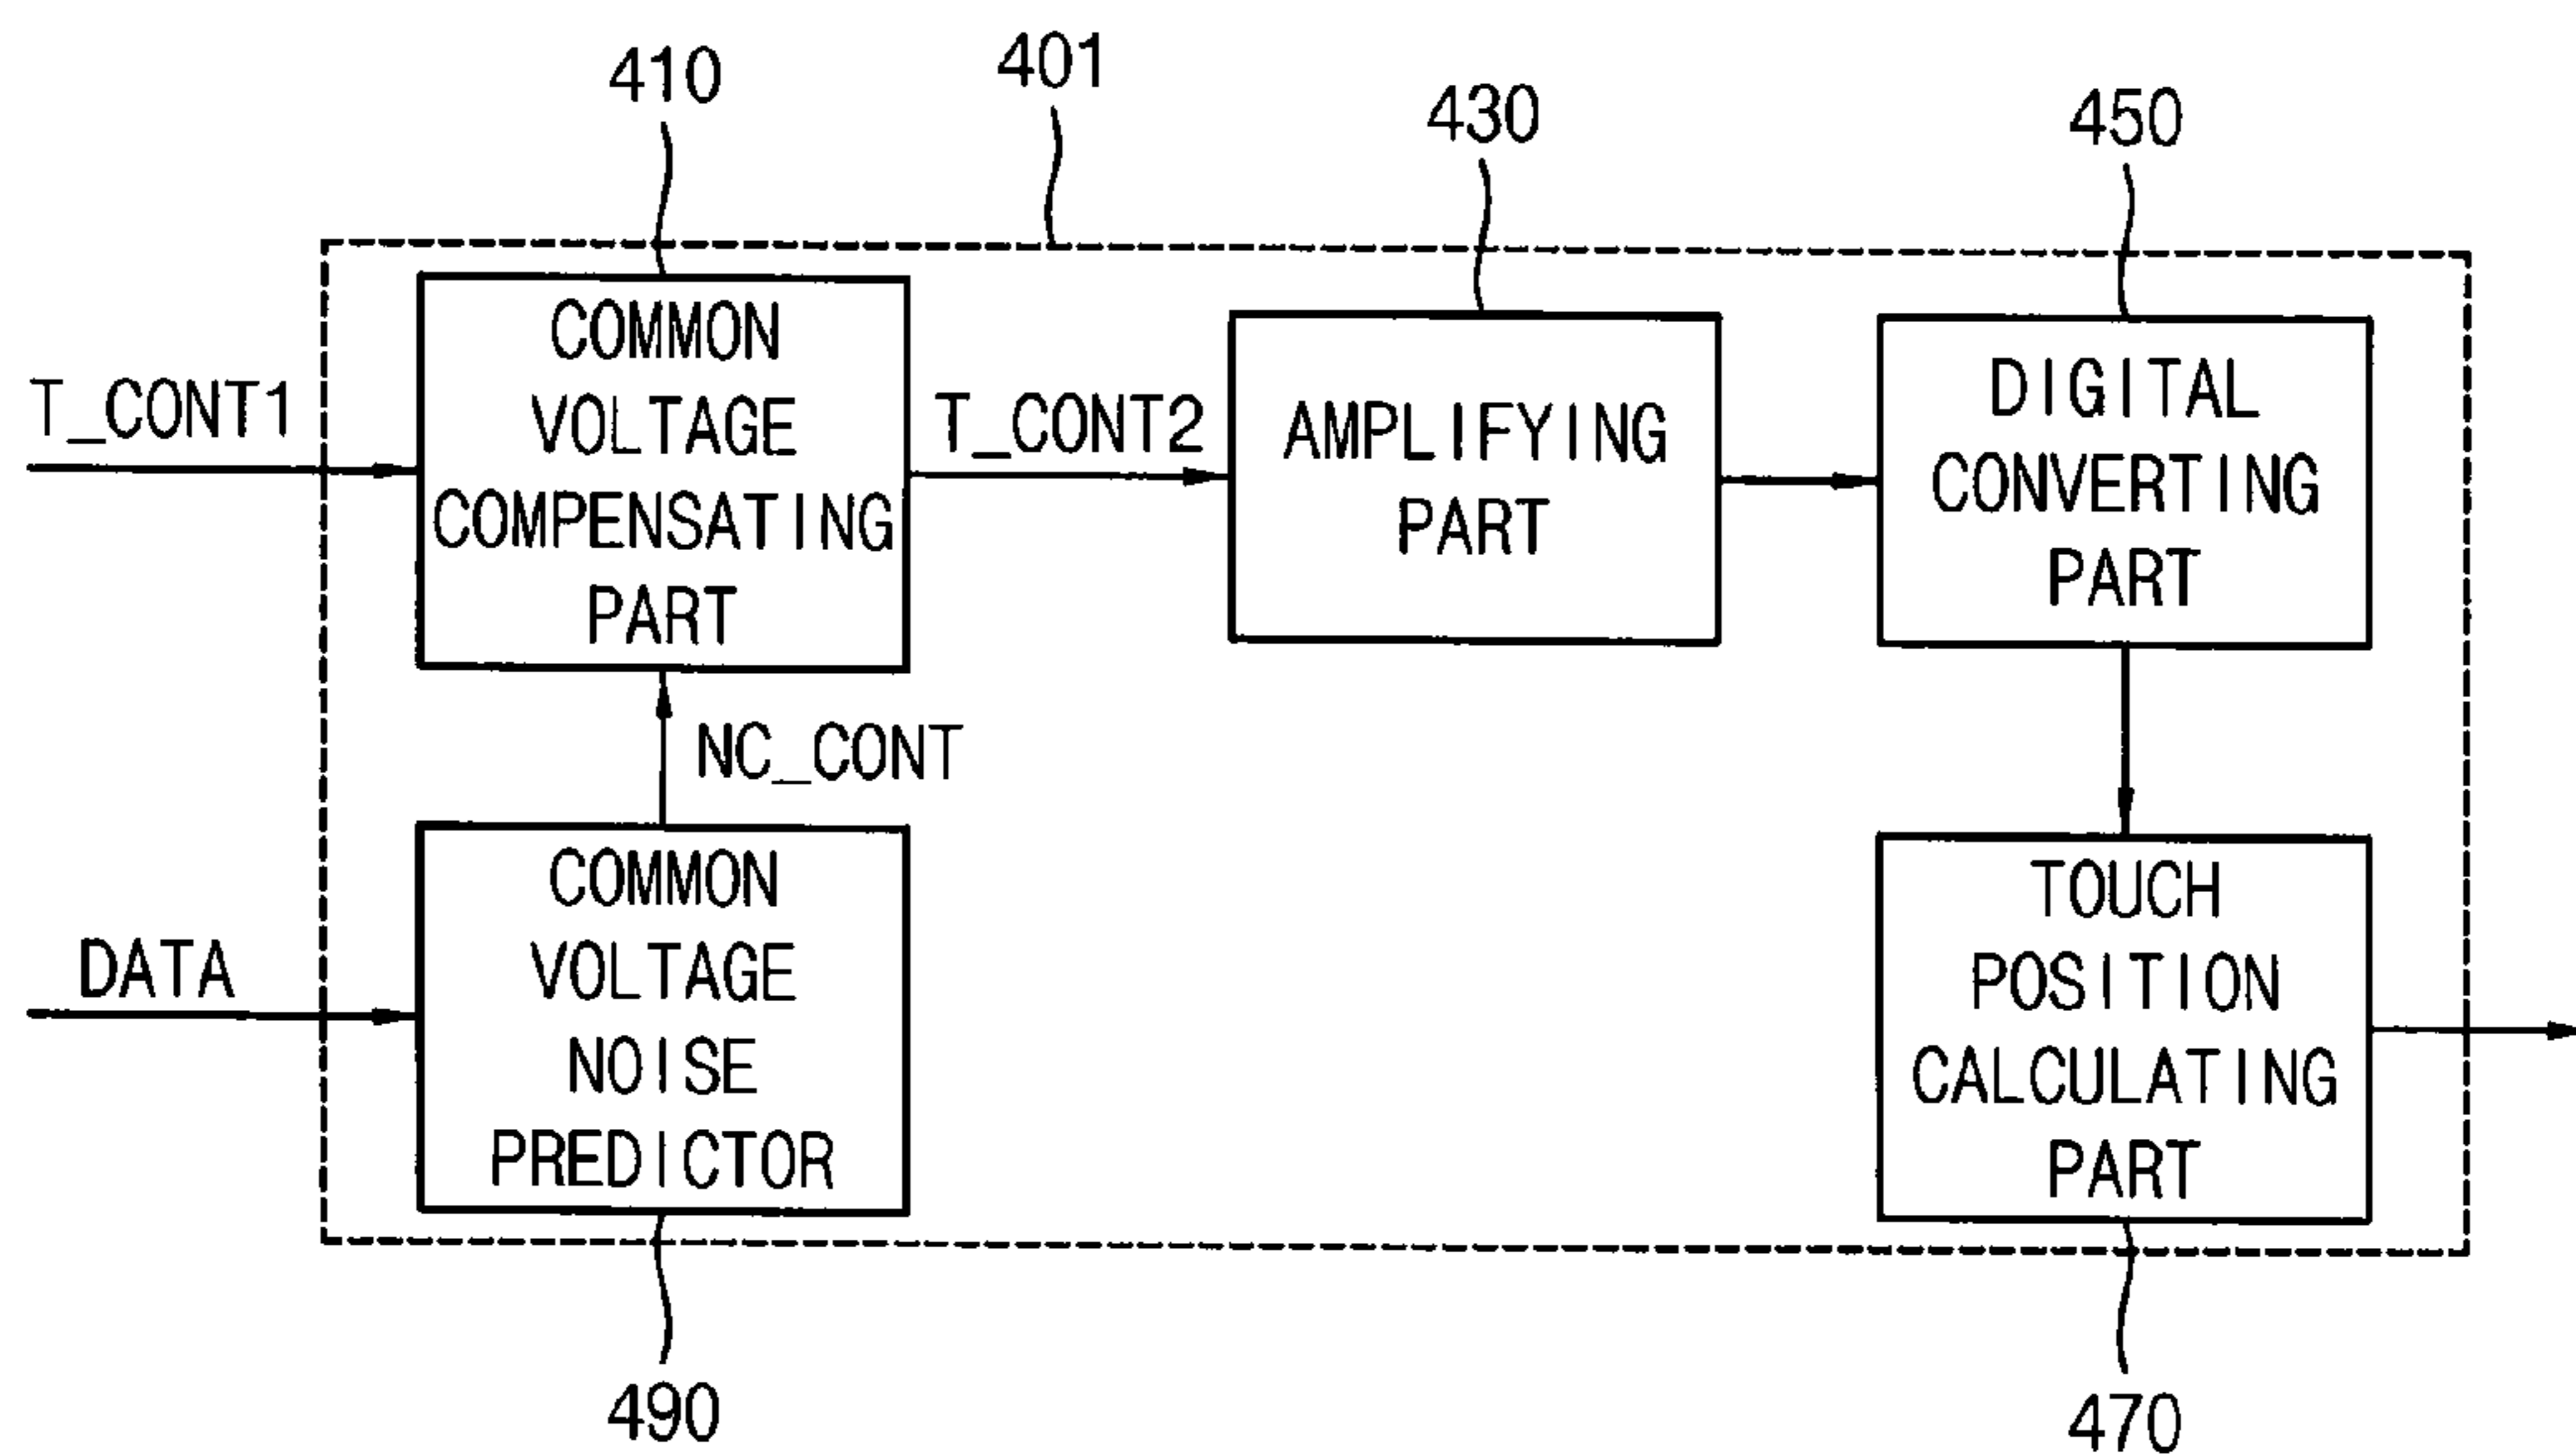 410
401
430
450
COMMON
VOLTAGE
COMPENSATING
PART
T_CONT1
T_CONT2
AMPLIFYING
PART
DIGITAL
CONVERTING
PART
NC_CONT
COMMON
VOLTAGE
NOISE
PREDICTOR
DATA
TOUCH
POSITION
CALCULATING
PART
490
470